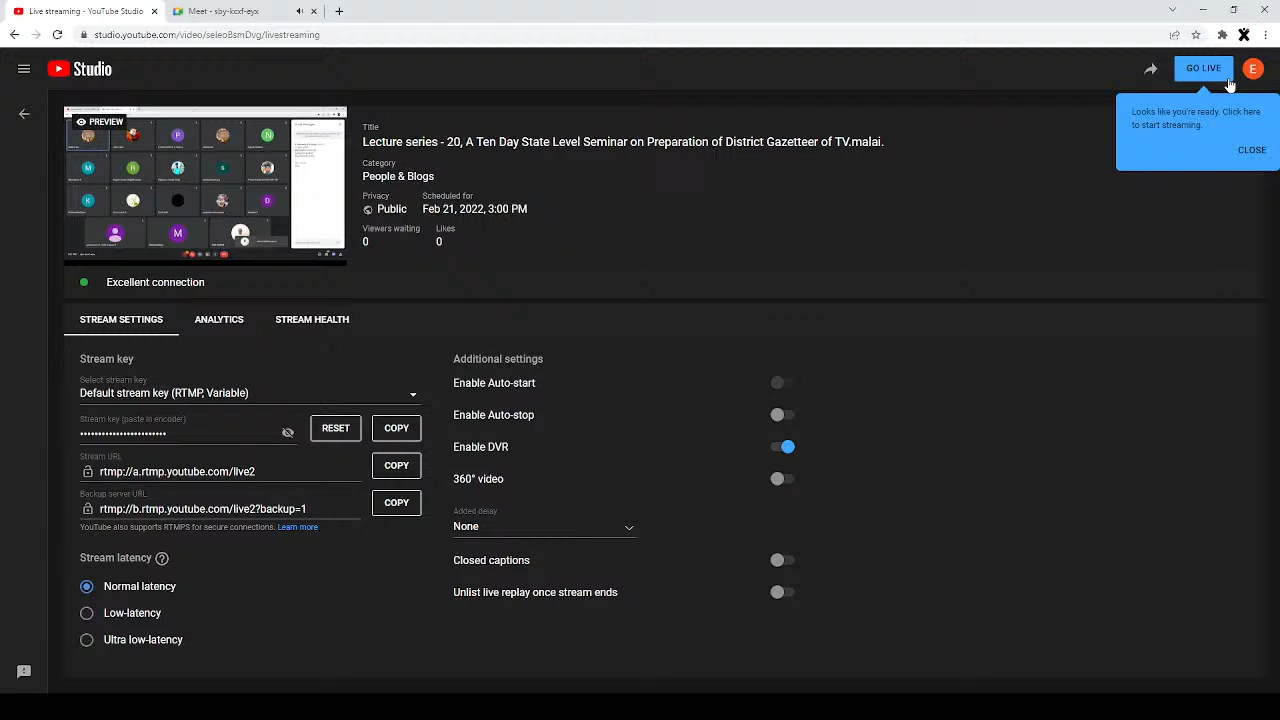 Live streaming - YouTube Studio
Meet - sby-kcxf-eyx
studio.youtube.com/video/seleo8smDvg/livestreaming
Studio
GO LIVE
E
Looks like you're ready. Click here
to start streaming.
CLOSE
PREVIEW
P
N
M
R
S
K
D
M
Title
Lecture Series - 20. One Day State Level Seminar on Preparation of District Gazetteer of TV malai.
Category
People & Blogs
Privacy
Public
Scheduled for
Feb 21, 2022, 3:00 PM
Viewers waiting
0
Likes
0
Excellent connection
STREAM SETTINGS
ANALYTICS
STREAM HEALTH
Stream key
Select stream key
Default stream key (RTMP, Variable)
Stream key (paste in encoder)
••••••••••••••••••••••••
RESET
COPY
Stream URL
rtmp://a.rtmp.youtube.com/live2
COPY
Backup server URL
rtmp://b.rtmp.youtube.com/live2?backup=1
COPY
YouTube also supports RTMPS for secure connections. Learn more
Stream latency
Normal latency
Low-latency
Ultra low-latency
Additional settings
Enable Auto-start
Enable Auto-stop
Enable DVR
360° video
Added delay
None
Closed captions
Unlist live replay once stream ends